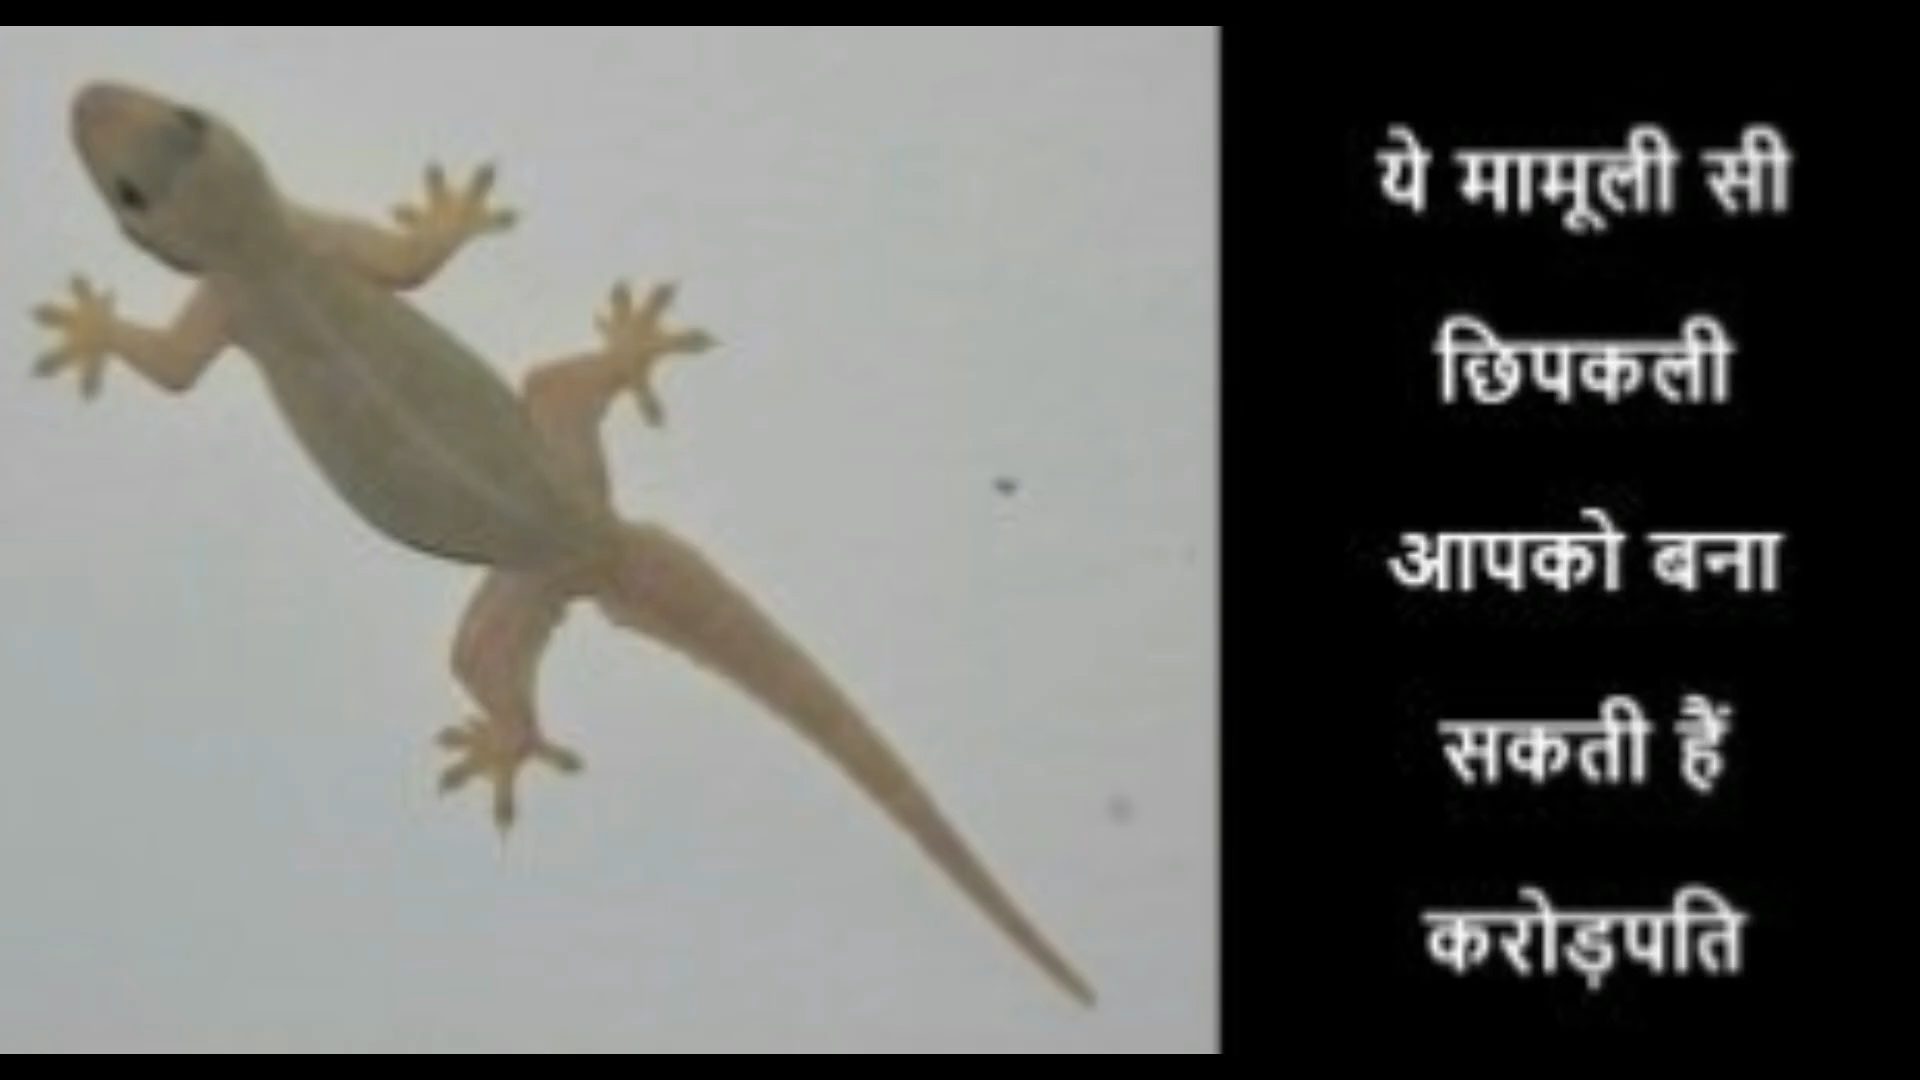 ये मामूली सी
छिपकली
आपको बना
सकती हैं
करोड़पति